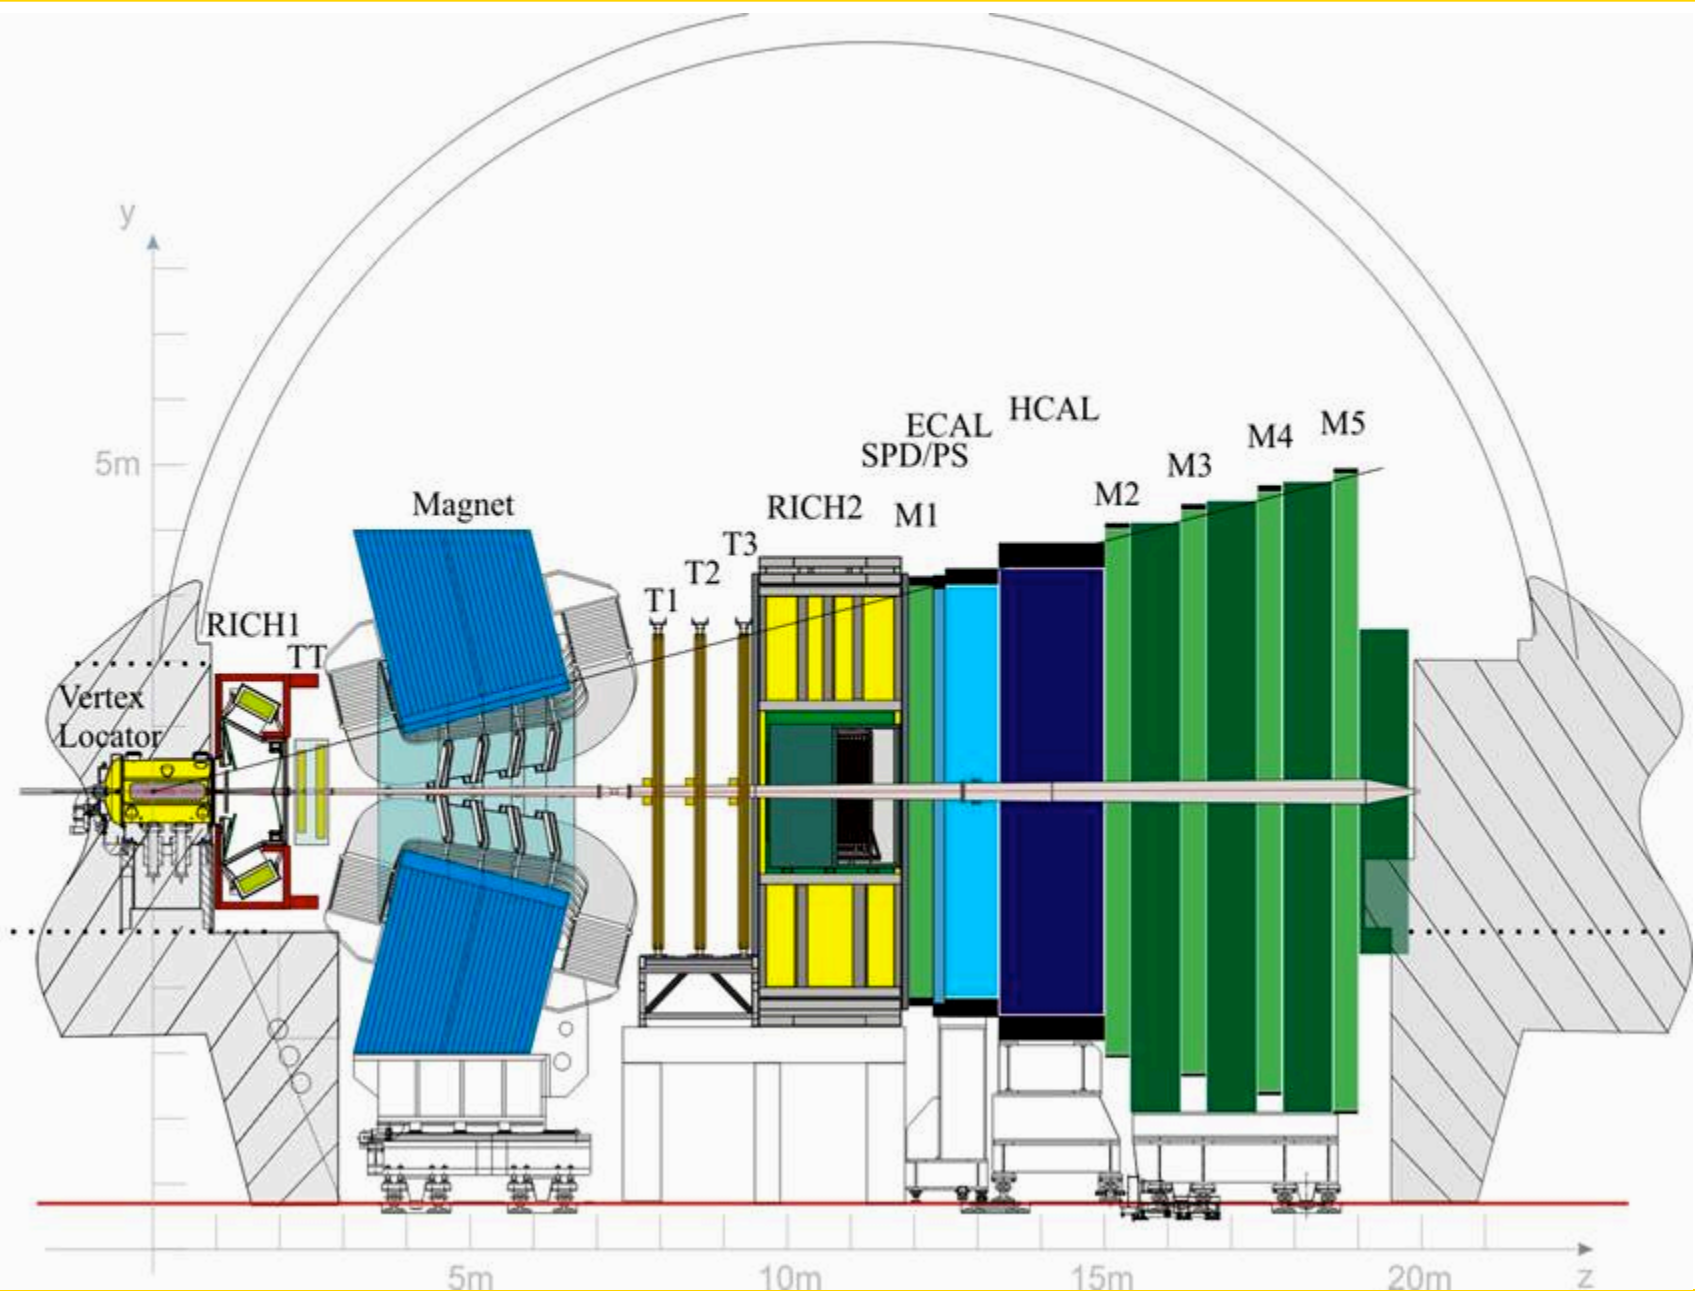 y
5m
HCAL
ECAL
SPD/PS
M5
M4
M3
M2
M1
RICH2
Magnet
T3
T2
T1
RICH1
TT
Vertex
Locator
5m
10m
15m
20m
z